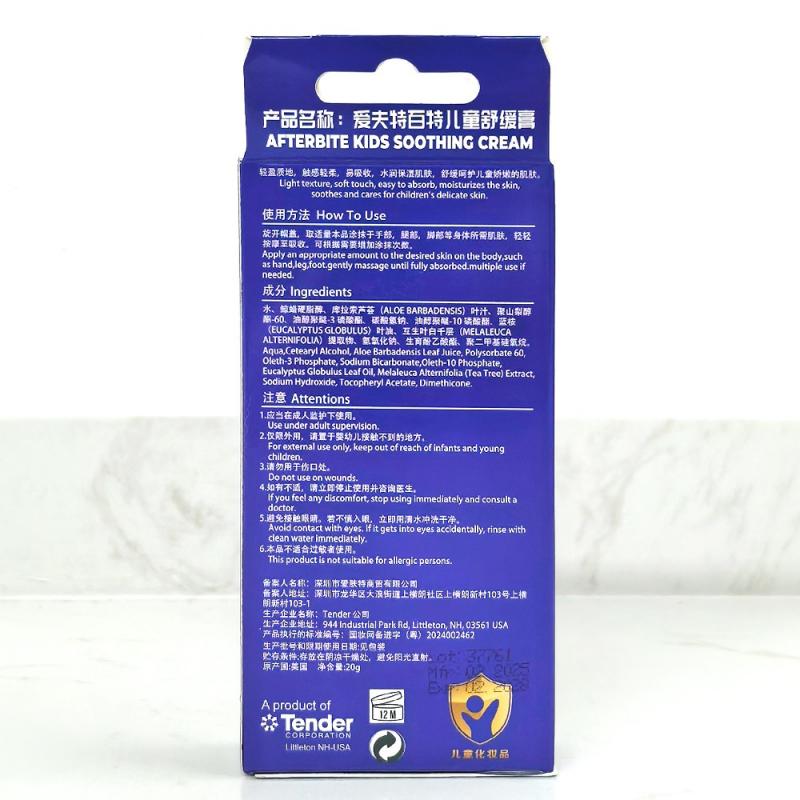 产品名称：爱夫特百特儿童舒缓膏
AFTERBITE KIDS SOOTHING CREAM
轻盈质地，触感轻柔，易吸收，水润保湿肌肤，舒缓呵护儿童娇嫩的肌肤。
Light texture, soft touch, easy to absorb, moisturizes the skin,
soothes and cares for children's delicate skin.
使用方法 How To Use
旋开帽盖，取适量本品涂抹于手部，腿部，脚部等身体所需肌肤，轻轻
按摩至吸收。可根据需要增加涂抹次数。
Apply an appropriate amount to the desired skin on the body,such
as hand,leg,foot.gently massage until fully absorbed.multiple use if
needed.
成分 Ingredients
水、鲸蜡硬脂醇、库拉索芦荟（ALOE BARBADENSIS）叶汁、聚山梨醇
酯-60、油醇聚醚-3 磷酸酯、碳酸氢钠、油醇聚醚-10 磷酸酯、蓝桉
（EUCALYPTUS GLOBULUS）叶油、互生叶白千层（MELALEUCA
ALTERNIFOLIA）提取物、氢氧化钠、生育酚乙酸酯、聚二甲基硅氧烷。
Aqua,Cetearyl Alcohol, Aloe Barbadensis Leaf Juice, Polysorbate 60,
Oleth-3 Phosphate, Sodium Bicarbonate,Oleth-10 Phosphate,
Eucalyptus Globulus Leaf Oil, Melaleuca Alternifolia (Tea Tree) Extract,
Sodium Hydroxide, Tocopheryl Acetate, Dimethicone.
注意 Attentions
1.应当在成人监护下使用。
Use under adult supervision.
2.仅限外用，请置于婴幼儿接触不到的地方。
For external use only, keep out of reach of infants and young
children.
3.请勿用于伤口处。
Do not use on wounds.
4.如有不适，请立即停止使用并咨询医生。
If you feel any discomfort, stop using immediately and consult a
doctor.
5.避免接触眼睛。若不慎入眼，立即用清水冲洗干净。
Avoid contact with eyes. If it gets into eyes accidentally, rinse with
clean water immediately.
6.本品不适合过敏者使用。
This product is not suitable for allergic persons.
备案人名称：深圳市爱肤特商贸有限公司
备案人地址：深圳市龙华区大浪街道上横朗社区上横朗新村103号上横
朗新村103-1
生产企业名称：Tender 公司
生产企业地址：944 Industrial Park Rd, Littleton, NH, 03561 USA
产品执行的标准编号：国妆网备进字（粤）2024002462
生产批号和限期使用日期:见包装
贮存条件:存放在阴凉干燥处，避免阳光直射。
原产国:美国 净含量:20g
Lot: 37761
Mfn: 02 2025
Exp: 02 2028
A product of
Tender
CORPORATION
Littleton NH-USA
12 M
儿童化妆品